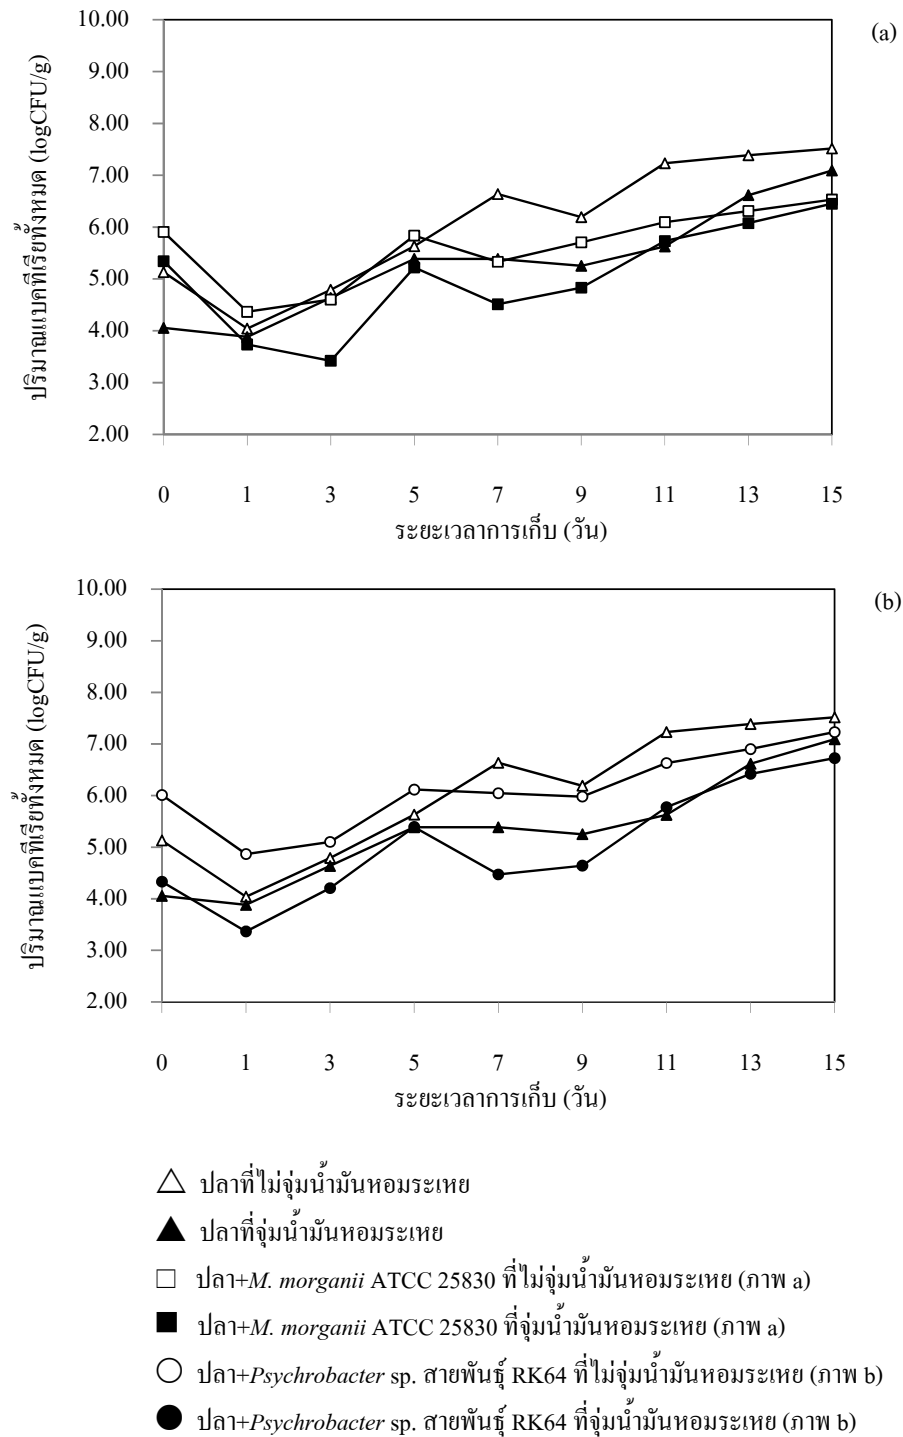 (a)
ปริมาณแบคทีเรียทั้งหมด (logCFU/g)
10.00
9.00
8.00
7.00
6.00
5.00
4.00
3.00
2.00
0 1 3 5 7 9 11 13 15
ระยะเวลาการเก็บ (วัน)
(b)
ปริมาณแบคทีเรียทั้งหมด (logCFU/g)
10.00
9.00
8.00
7.00
6.00
5.00
4.00
3.00
2.00
0 1 3 5 7 9 11 13 15
ระยะเวลาการเก็บ (วัน)
ปลาที่ไม่จุ่มน้ำมันหอมระเหย
ปลาที่จุ่มน้ำมันหอมระเหย
ปลา+M. morganii ATCC 25830 ที่ไม่จุ่มน้ำมันหอมระเหย (ภาพ a)
ปลา+M. morganii ATCC 25830 ที่จุ่มน้ำมันหอมระเหย (ภาพ a)
ปลา+Psychrobacter sp. สายพันธุ์ RK64 ที่ไม่จุ่มน้ำมันหอมระเหย (ภาพ b)
ปลา+Psychrobacter sp. สายพันธุ์ RK64 ที่จุ่มน้ำมันหอมระเหย (ภาพ b)